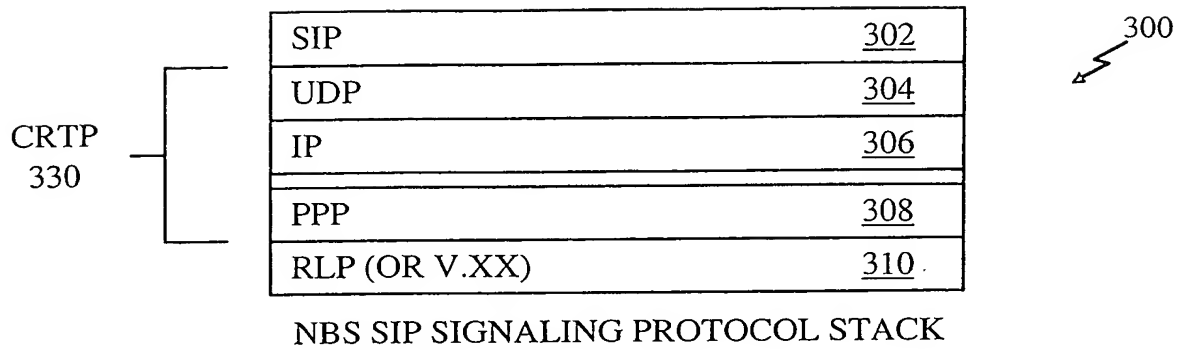 SIP 302
300
UDP 304
CRTP
330
IP 306
PPP 308
RLP (OR V.XX) 310
NBS SIP SIGNALING PROTOCOL STACK